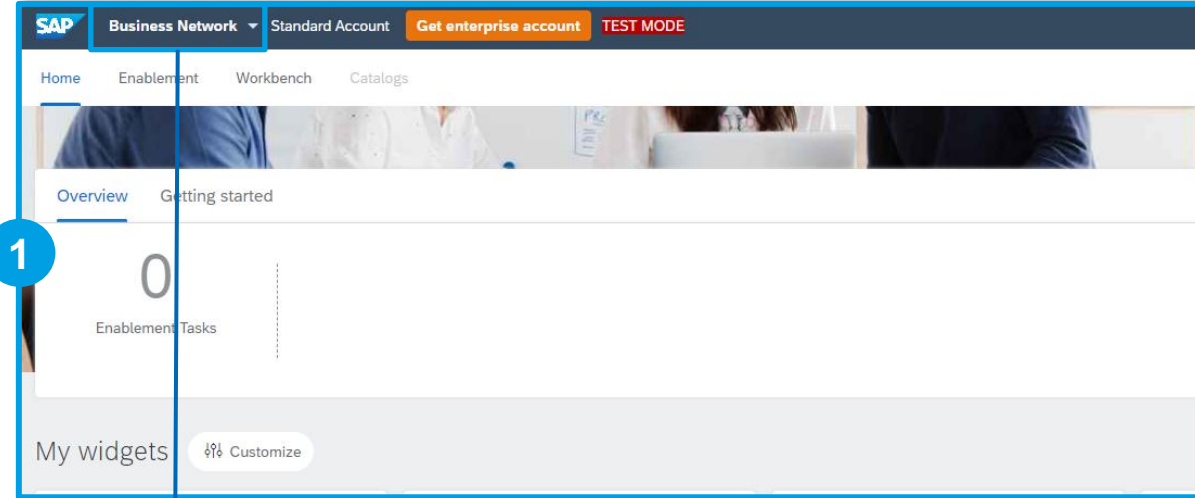 SAP Business Network Standard Account Get enterprise account TEST MODE
Home Enablement Workbench Catalogs
Overview Getting started
1
0
Enablement Tasks
My widgets Customize